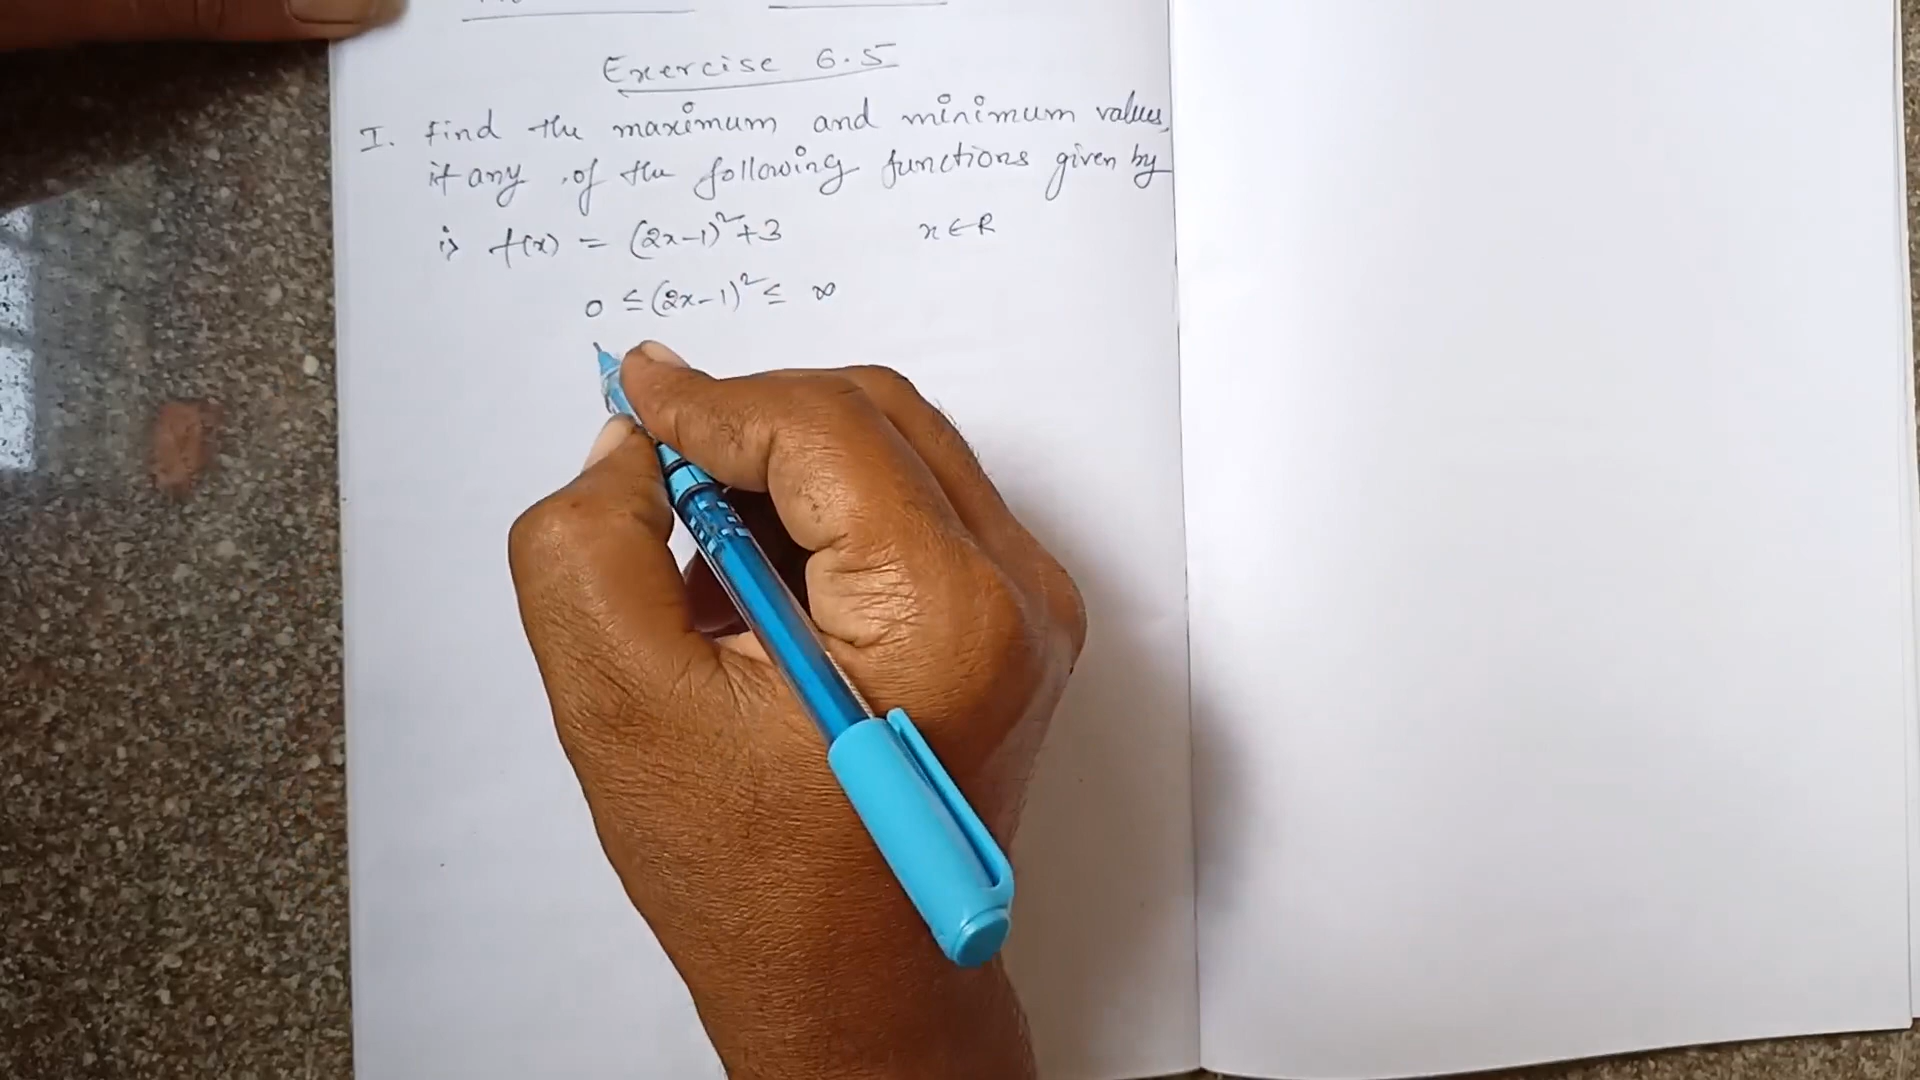 Exercise 6.5
I. Find the maximum and minimum values,
if any, of the following functions given by
i> f(x) = (2x-1)²+3 x∈R
0 ≤ (2x-1)² ≤ ∞